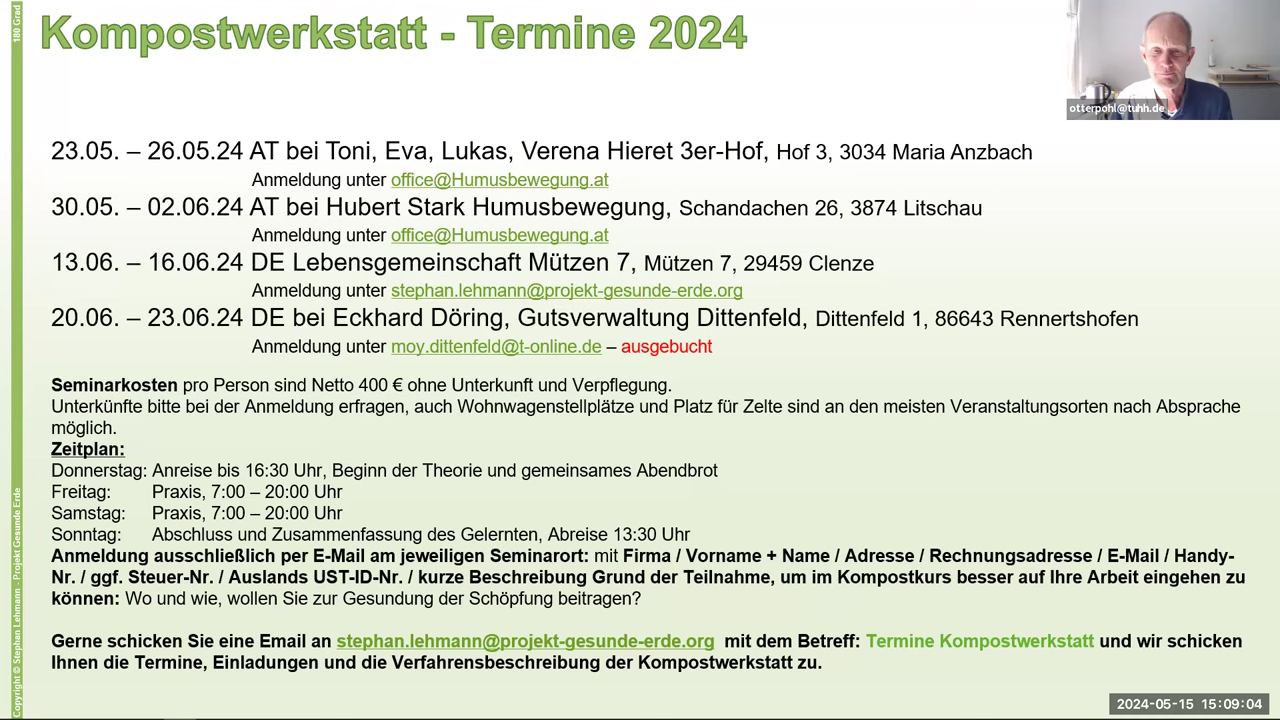 Kompostwerkstatt - Termine 2024
180 Grad
otterpohl@tuhh.de
23.05. – 26.05.24 AT bei Toni, Eva, Lukas, Verena Hieret 3er-Hof, Hof 3, 3034 Maria Anzbach
Anmeldung unter office@Humusbewegung.at
30.05. – 02.06.24 AT bei Hubert Stark Humusbewegung, Schandachen 26, 3874 Litschau
Anmeldung unter office@Humusbewegung.at
13.06. – 16.06.24 DE Lebensgemeinschaft Mützen 7, Mützen 7, 29459 Clenze
Anmeldung unter stephan.lehmann@projekt-gesunde-erde.org
20.06. – 23.06.24 DE bei Eckhard Döring, Gutsverwaltung Dittenfeld, Dittenfeld 1, 86643 Rennertshofen
Anmeldung unter moy.dittenfeld@t-online.de – ausgebucht
Seminarkosten pro Person sind Netto 400 € ohne Unterkunft und Verpflegung.
Unterkünfte bitte bei der Anmeldung erfragen, auch Wohnwagenstellplätze und Platz für Zelte sind an den meisten Veranstaltungsorten nach Absprache
möglich.
Zeitplan:
Donnerstag: Anreise bis 16:30 Uhr, Beginn der Theorie und gemeinsames Abendbrot
Freitag: Praxis, 7:00 – 20:00 Uhr
Samstag: Praxis, 7:00 – 20:00 Uhr
Sonntag: Abschluss und Zusammenfassung des Gelernten, Abreise 13:30 Uhr
Anmeldung ausschließlich per E-Mail am jeweiligen Seminarort: mit Firma / Vorname + Name / Adresse / Rechnungsadresse / E-Mail / Handy-
Nr. / ggf. Steuer-Nr. / Auslands UST-ID-Nr. / kurze Beschreibung Grund der Teilnahme, um im Kompostkurs besser auf Ihre Arbeit eingehen zu
können: Wo und wie, wollen Sie zur Gesundung der Schöpfung beitragen?
Gerne schicken Sie eine Email an stephan.lehmann@projekt-gesunde-erde.org mit dem Betreff: Termine Kompostwerkstatt und wir schicken
Ihnen die Termine, Einladungen und die Verfahrensbeschreibung der Kompostwerkstatt zu.
Copyright © Stephan Lehmann - Projekt Gesunde Erde
2024-05-15 15:09:04